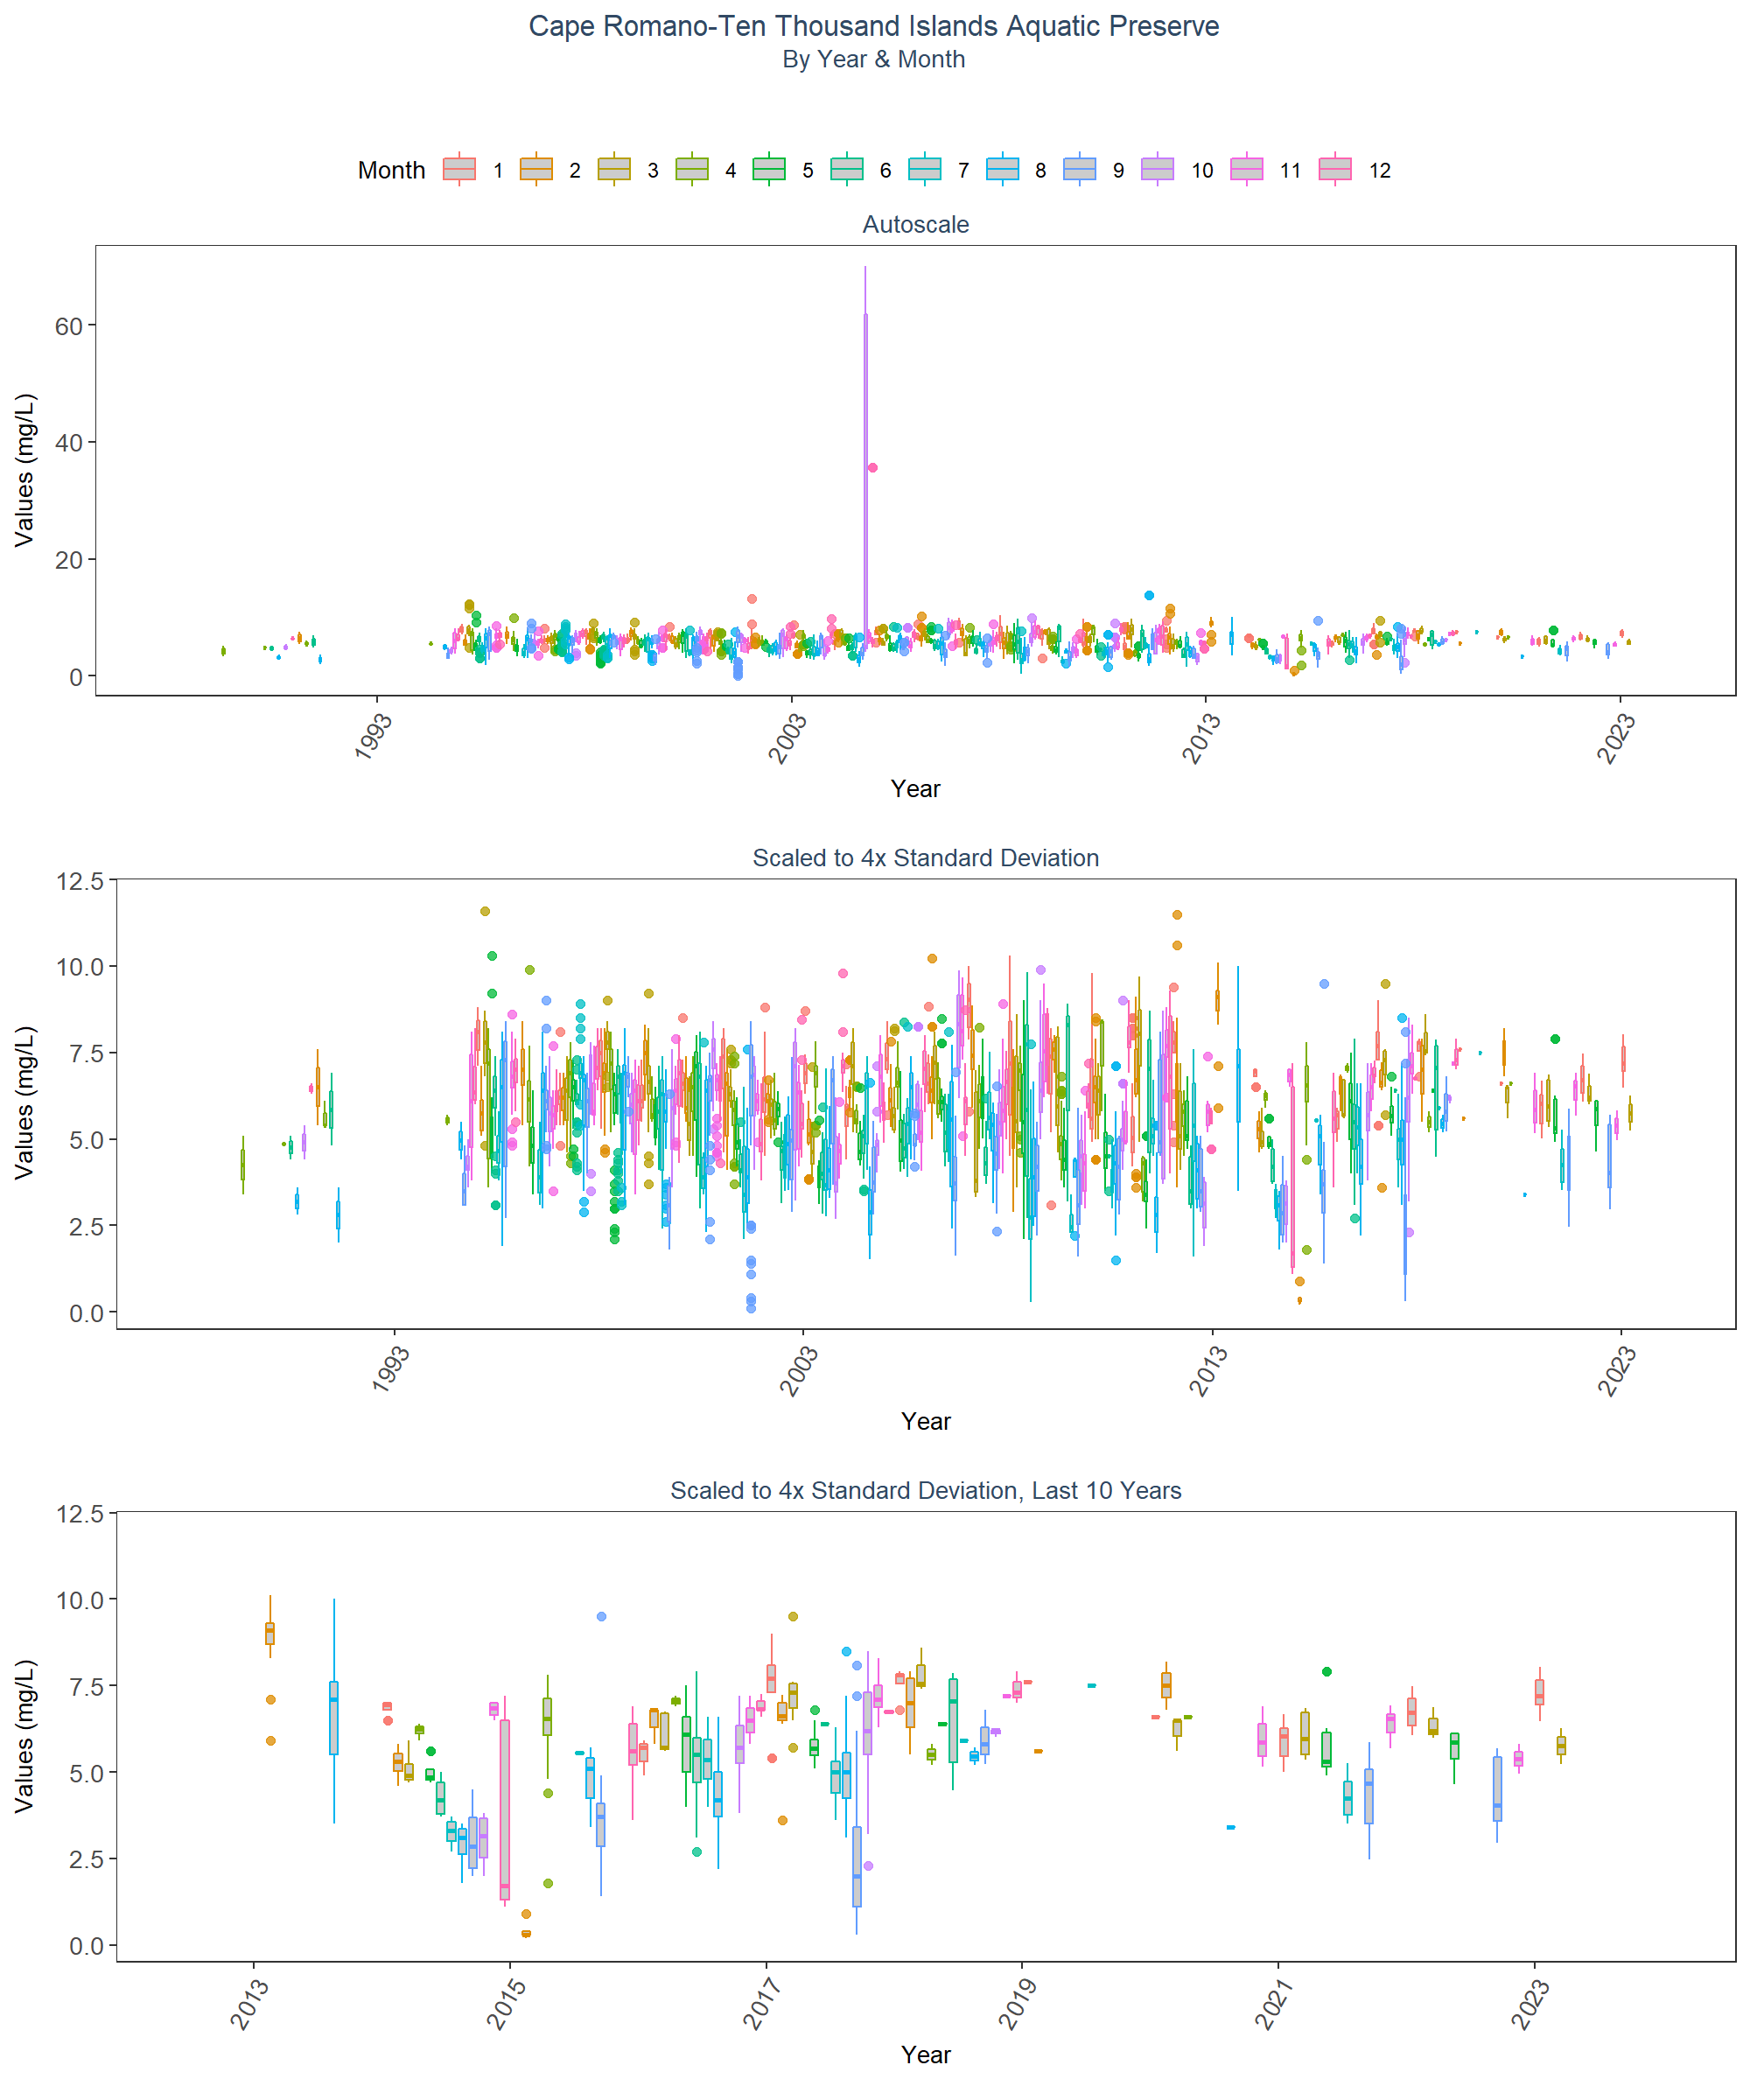 Cape Romano-Ten Thousand Islands Aquatic Preserve
By Year & Month
Month 1 2 3 4 5 6 7 8 9 10 11 12
Autoscale
Values (mg/L)
60
40
20
0
1993 2003 2013 2023
Year
Scaled to 4x Standard Deviation
Values (mg/L)
12.5
10.0
7.5
5.0
2.5
0.0
1993 2003 2013 2023
Year
Scaled to 4x Standard Deviation, Last 10 Years
Values (mg/L)
12.5
10.0
7.5
5.0
2.5
0.0
2013 2015 2017 2019 2021 2023
Year